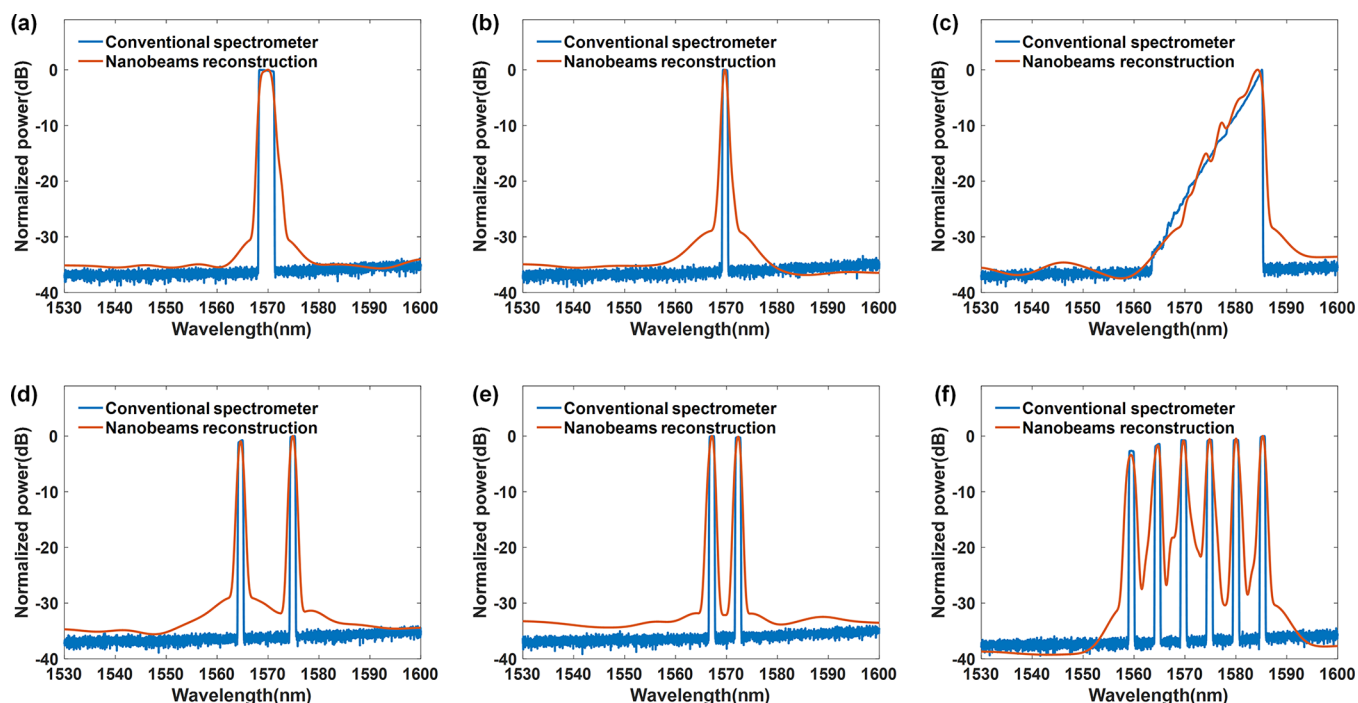 (a)
Conventional spectrometer
Nanobeams reconstruction
Normalized power(dB)
0
-10
-20
-30
-40
1530 1540 1550 1560 1570 1580 1590 1600
Wavelength(nm)
(b)
Conventional spectrometer
Nanobeams reconstruction
Normalized power(dB)
0
-10
-20
-30
-40
1530 1540 1550 1560 1570 1580 1590 1600
Wavelength(nm)
(c)
Conventional spectrometer
Nanobeams reconstruction
Normalized power(dB)
0
-10
-20
-30
-40
1530 1540 1550 1560 1570 1580 1590 1600
Wavelength(nm)
(d)
Conventional spectrometer
Nanobeams reconstruction
Normalized power(dB)
0
-10
-20
-30
-40
1530 1540 1550 1560 1570 1580 1590 1600
Wavelength(nm)
(e)
Conventional spectrometer
Nanobeams reconstruction
Normalized power(dB)
0
-10
-20
-30
-40
1530 1540 1550 1560 1570 1580 1590 1600
Wavelength(nm)
(f)
Conventional spectrometer
Nanobeams reconstruction
Normalized power(dB)
0
-10
-20
-30
-40
1530 1540 1550 1560 1570 1580 1590 1600
Wavelength(nm)